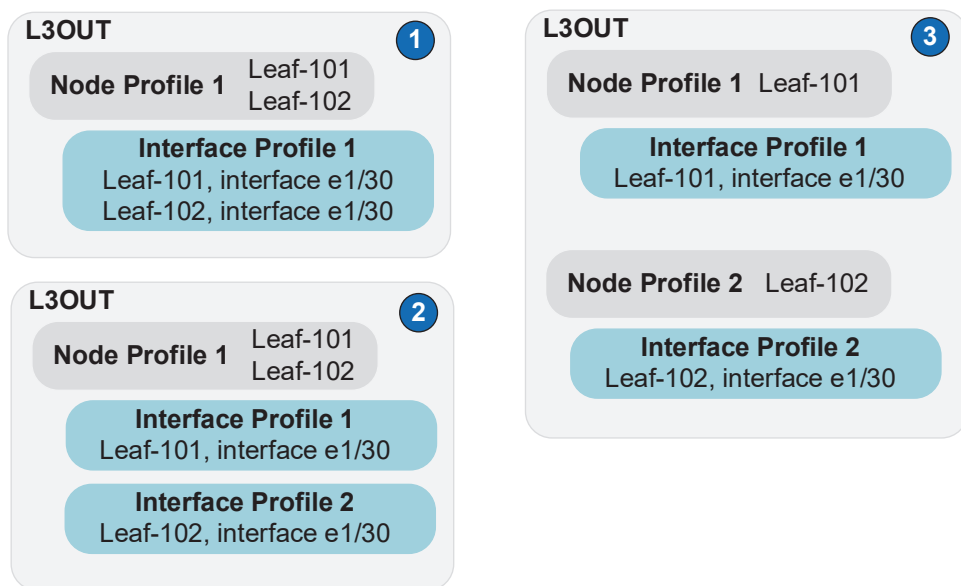 L3OUT
1
Node Profile 1
Leaf-101
Leaf-102
Interface Profile 1
Leaf-101, interface e1/30
Leaf-102, interface e1/30
L3OUT
2
Node Profile 1
Leaf-101
Leaf-102
Interface Profile 1
Leaf-101, interface e1/30
Interface Profile 2
Leaf-102, interface e1/30
L3OUT
3
Node Profile 1 Leaf-101
Interface Profile 1
Leaf-101, interface e1/30
Node Profile 2 Leaf-102
Interface Profile 2
Leaf-102, interface e1/30